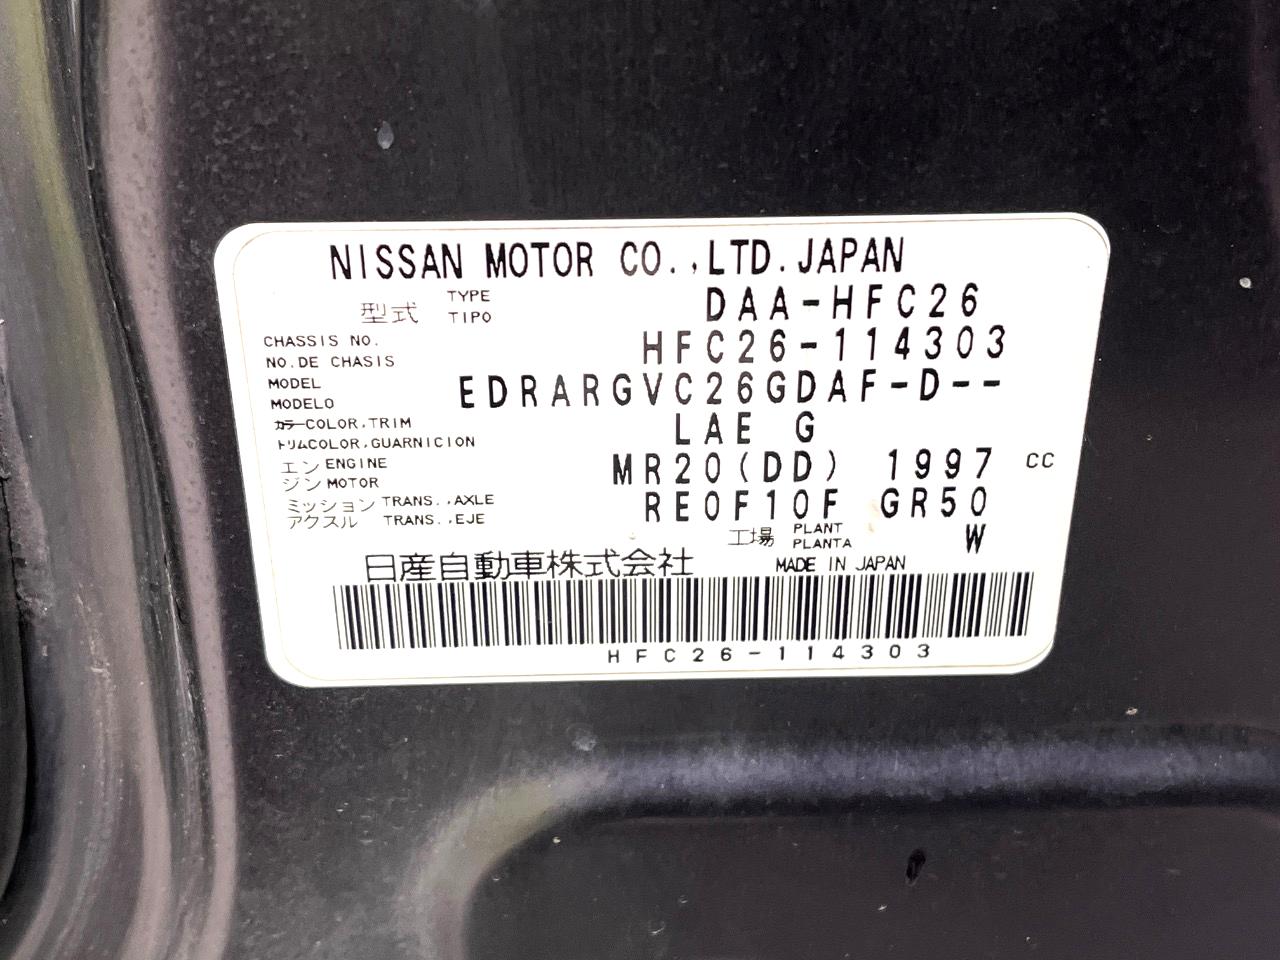 NISSAN MOTOR CO.,LTD.JAPAN
型式 TYPE TIPO DAA-HFC26
CHASSIS NO.
NO.DE CHASIS HFC26-114303
MODEL
MODELO EDRARGVC26GDAF-D--
カラーCOLOR,TRIM
トリムCOLOR,GUARNICION LAE G
エンジン ENGINE MOTOR MR20(DD) 1997 CC
ミッション TRANS.,AXLE
アクスル TRANS.,EJE RE0F10F GR50
工場 PLANT PLANTA W
日産自動車株式会社 MADE IN JAPAN
HFC26-114303